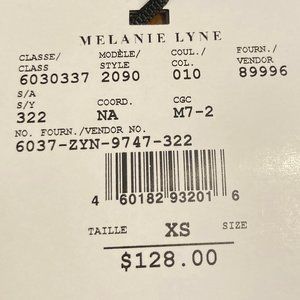 MELANIE LYNE
CLASSE/ MODÈLE/ COUL./ FOURN./
CLASS STYLE COL. VENDOR
6030337 2090 010 89996
S/A
S/Y COORD. CGC
322 NA M7-2
NO. FOURN./VENDOR NO.
6037-ZYN-9747-322
4 60182 93201 6
TAILLE XS SIZE
$128.00